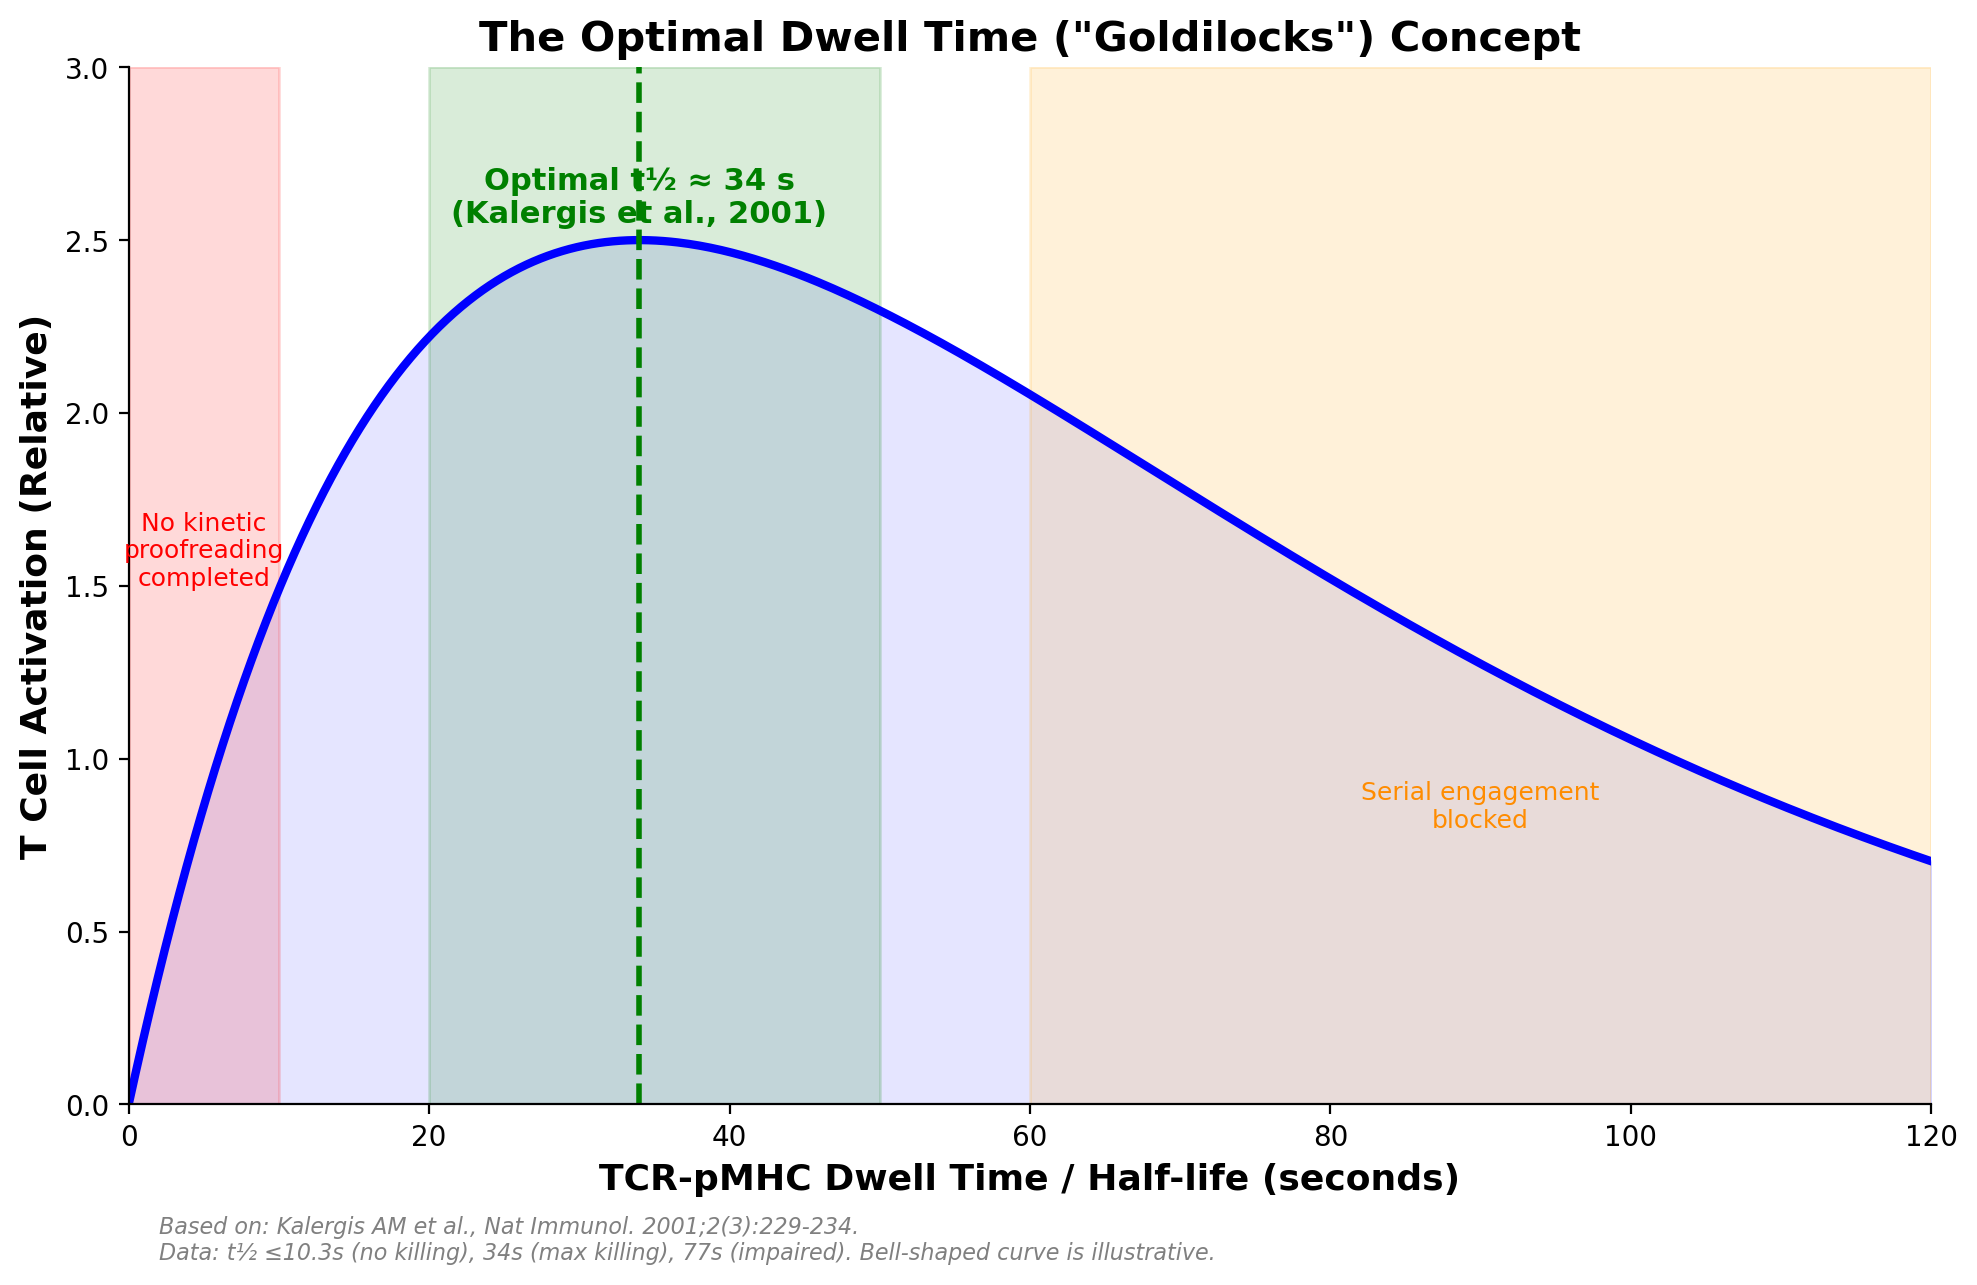 The Optimal Dwell Time ("Goldilocks") Concept
3.0
2.5
2.0
1.5
1.0
0.5
0.0
T Cell Activation (Relative)
Optimal t½ ≈ 34 s
(Kalergis et al., 2001)
No kinetic
proofreading
completed
Serial engagement
blocked
0
20
40
60
80
100
120
TCR-pMHC Dwell Time / Half-life (seconds)
Based on: Kalergis AM et al., Nat Immunol. 2001;2(3):229-234.
Data: t½ ≤10.3s (no killing), 34s (max killing), 77s (impaired). Bell-shaped curve is illustrative.